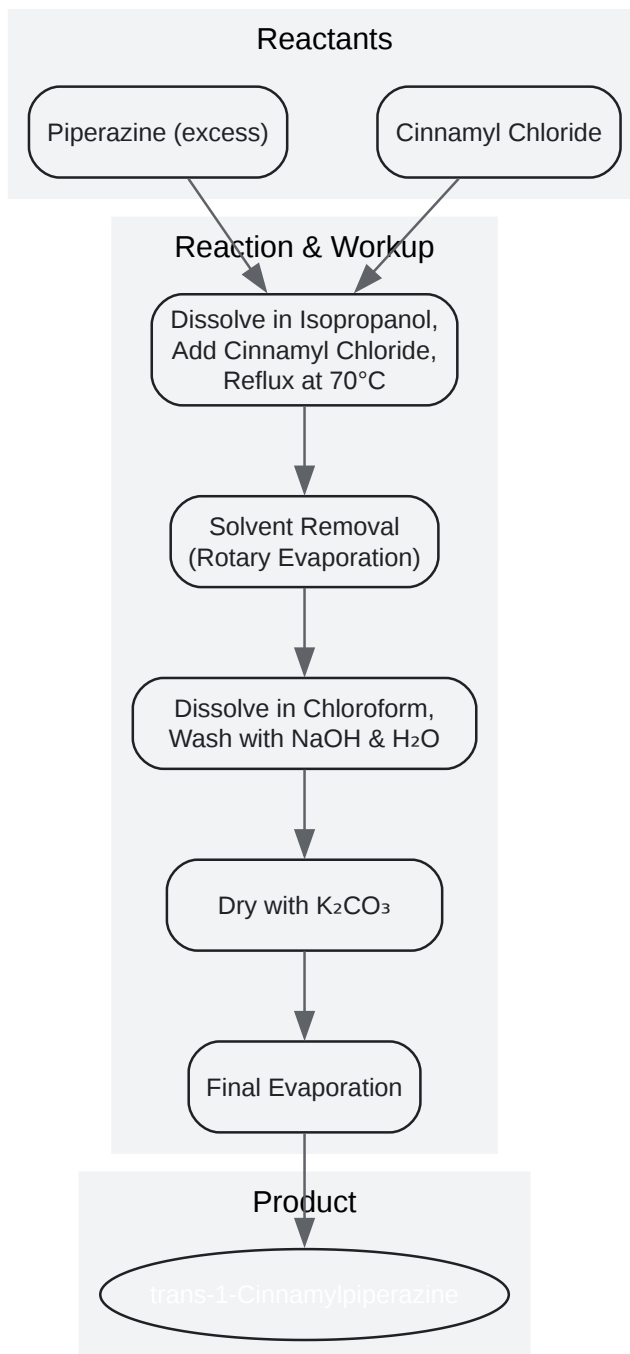 Reactants
Piperazine (excess)
Cinnamyl Chloride
Reaction & Workup
Dissolve in Isopropanol,
Add Cinnamyl Chloride,
Reflux at 70°C
Solvent Removal
(Rotary Evaporation)
Dissolve in Chloroform,
Wash with NaOH & H₂O
Dry with K₂CO₃
Final Evaporation
Product
trans-1-Cinnamylpiperazine